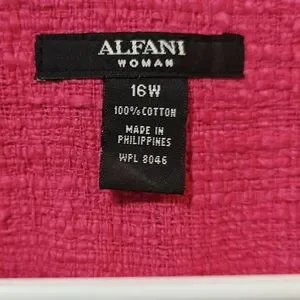 ALFANI
WOMAN
16W
100% COTTON
MADE IN
PHILIPPINES
WPL 8046